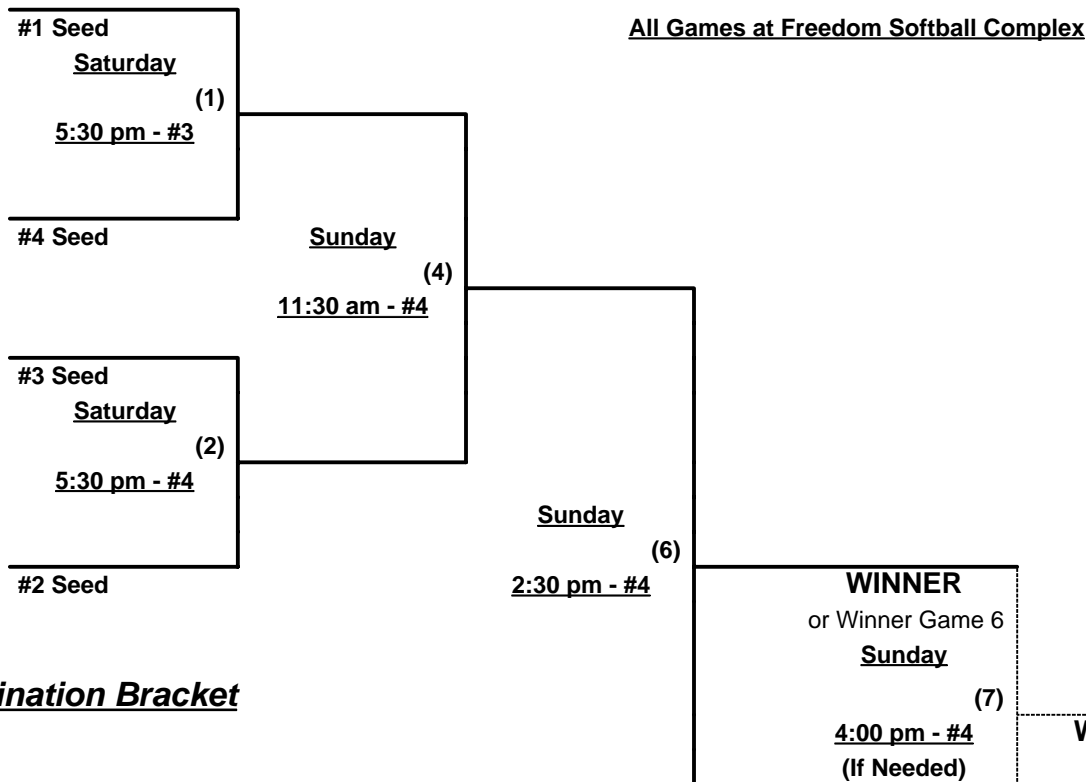 #1 Seed
All Games at Freedom Softball Complex
Saturday
(1)
5:30 pm - #3
#4 Seed
Sunday
(4)
11:30 am - #4
#3 Seed
Saturday
(2)
5:30 pm - #4
Sunday
(6)
#2 Seed
2:30 pm - #4
WINNER
or Winner Game 6
Sunday
ination Bracket
(7)
4:00 pm - #4
W
(If Needed)